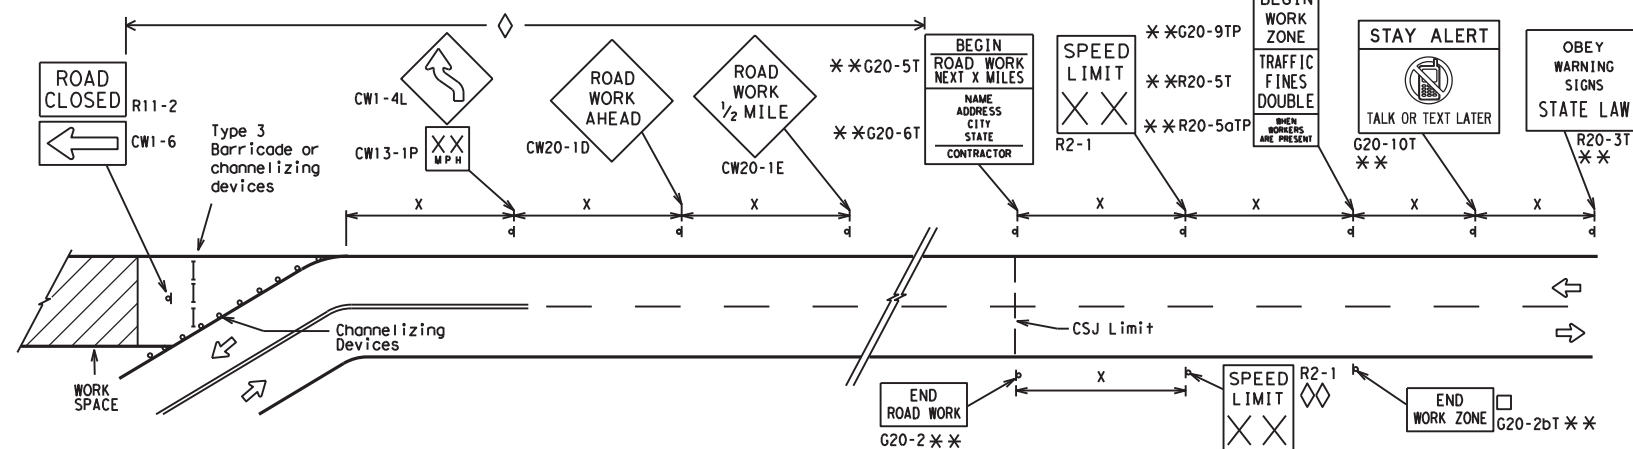 ROAD
CLOSED
R11-2
CW1-6
Type 3
Barricade or
channelizing
devices
CW1-4L
CW13-1P
XX
MPH
ROAD
WORK
AHEAD
CW20-1D
ROAD
WORK
1/2 MILE
CW20-1E
**G20-5T
**G20-6T
BEGIN
ROAD WORK
NEXT X MILES
NAME
ADDRESS
CITY
STATE
CONTRACTOR
SPEED
LIMIT
XX
R2-1
**G20-9TP
**R20-5T
**R20-5aTP
BEGIN
WORK
ZONE
TRAFFIC
FINES
DOUBLE
WHEN
WORKERS
ARE PRESENT
STAY ALERT
TALK OR TEXT LATER
G20-10T
**
OBEY
WARNING
SIGNS
STATE LAW
R20-3T
**
X
X
X
X
X
X
X
Channelizing
Devices
WORK
SPACE
CSJ Limit
X
END
ROAD WORK
G20-2 **
SPEED
LIMIT
XX
R2-1
END
WORK ZONE
G20-2bT **